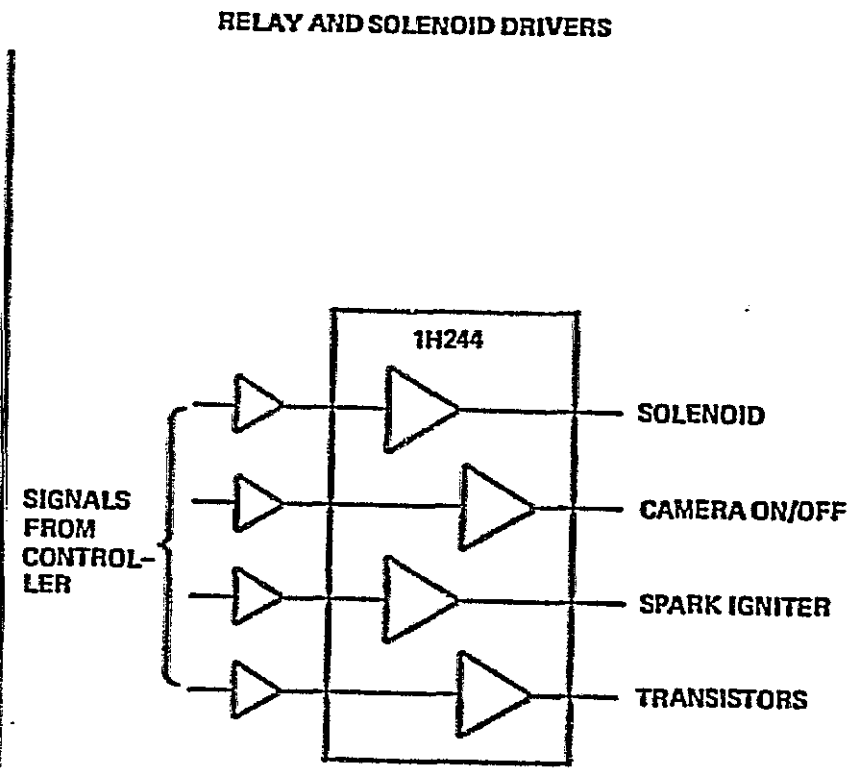 RELAY AND SOLENOID DRIVERS
1H244
SOLENOID
SIGNALS
FROM
CONTROL-
LER
CAMERA ON/OFF
SPARK IGNITER
TRANSISTORS